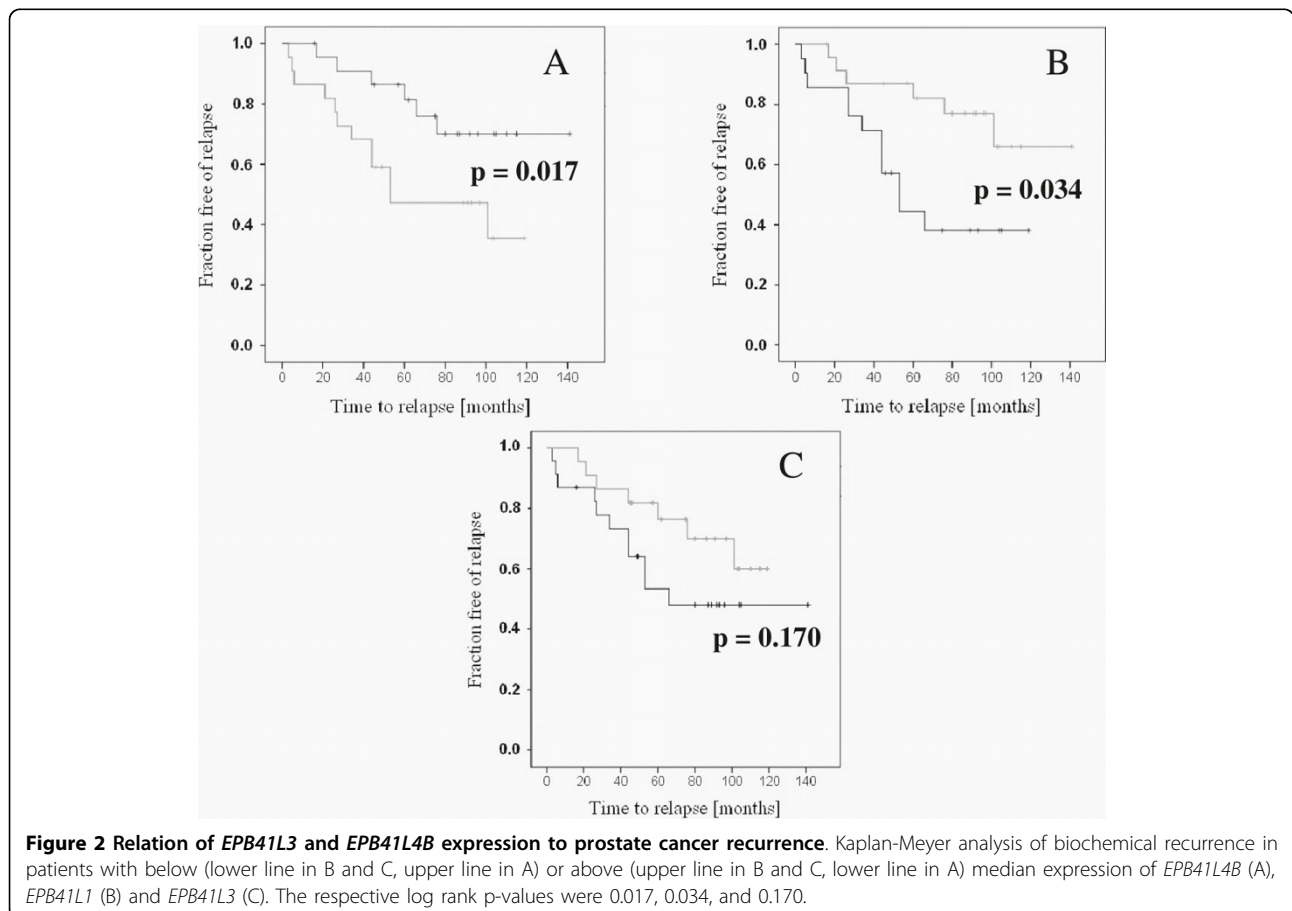 A
1.0
0.8
0.6
0.4
0.2
0.0
Fraction free of relapse
p = 0.017
0 20 40 60 80 100 120 140
Time to relapse [months]
B
1.0
0.8
0.6
0.4
0.2
0.0
Fraction free of relapse
p = 0.034
0 20 40 60 80 100 120 140
Time to relapse [months]
C
1.0
0.8
0.6
0.4
0.2
0.0
Fraction free of relapse
p = 0.170
0 20 40 60 80 100 120 140
Time to relapse [months]
Figure 2 Relation of EPB41L3 and EPB41L4B expression to prostate cancer recurrence. Kaplan-Meyer analysis of biochemical recurrence in
patients with below (lower line in B and C, upper line in A) or above (upper line in B and C, lower line in A) median expression of EPB41L4B (A),
EPB41L1 (B) and EPB41L3 (C). The respective log rank p-values were 0.017, 0.034, and 0.170.